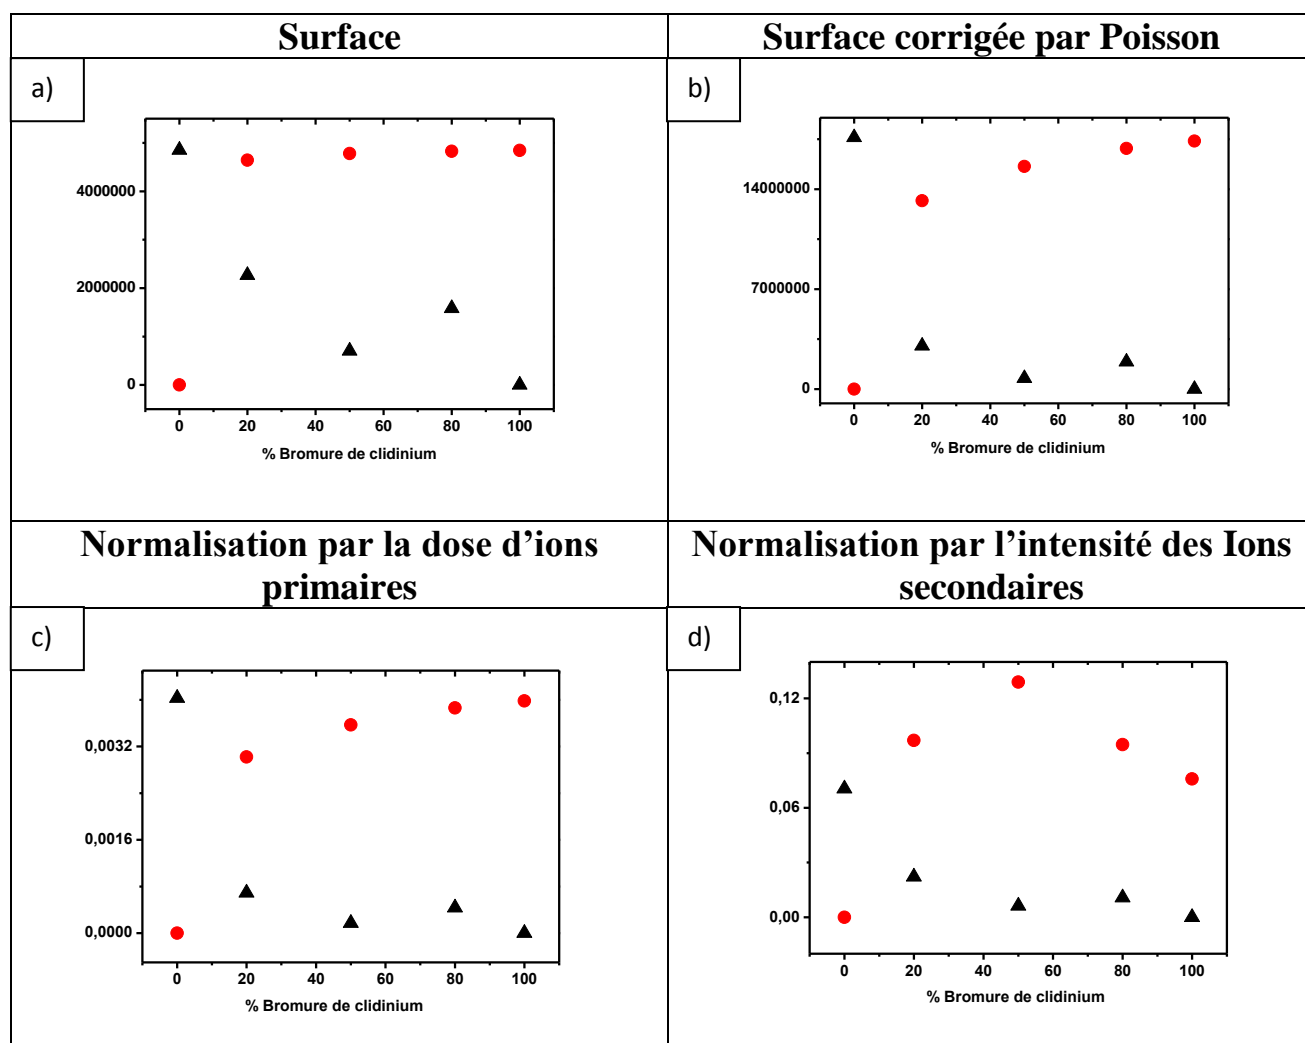 Surface
Surface corrigée par Poisson
a)
4000000
2000000
0
0 20 40 60 80 100
% Bromure de clidinium
b)
14000000
7000000
0
0 20 40 60 80 100
% Bromure de clidinium
Normalisation par la dose d’ions
primaires
Normalisation par l’intensité des Ions
secondaires
c)
0,0032
0,0016
0,0000
0 20 40 60 80 100
% Bromure de clidinium
d)
0,12
0,06
0,00
0 20 40 60 80 100
% Bromure de clidinium